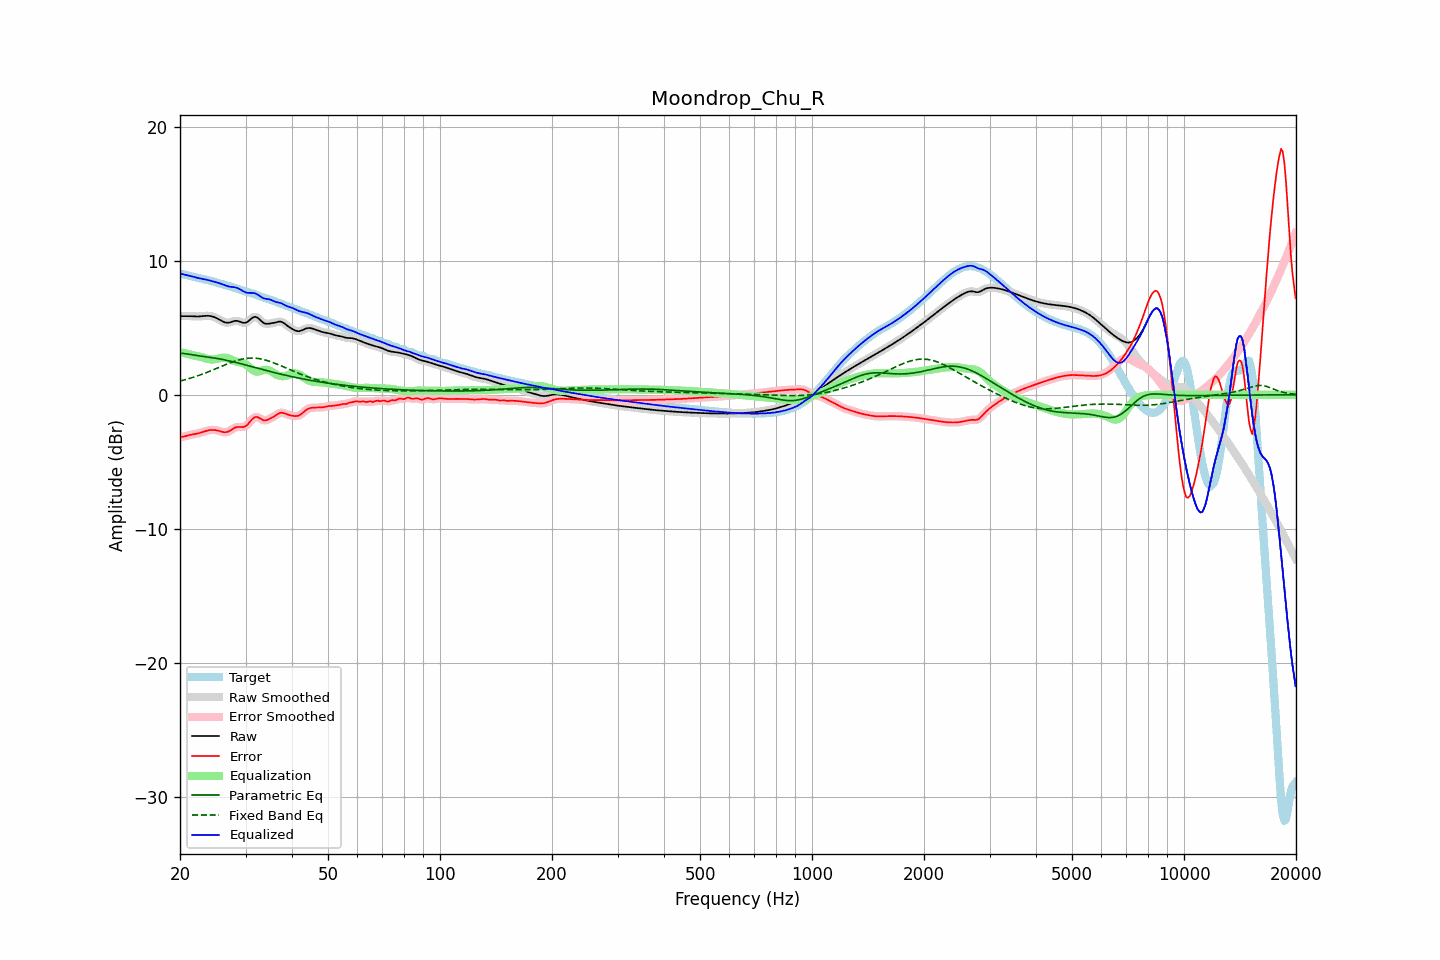 Moondrop_Chu_R
Amplitude (dBr)
20
10
0
−10
−20
−30
Target
Raw Smoothed
Error Smoothed
Raw
Error
Equalization
Parametric Eq
Fixed Band Eq
Equalized
20 50 100 200 500 1000 2000 5000 10000 20000
Frequency (Hz)